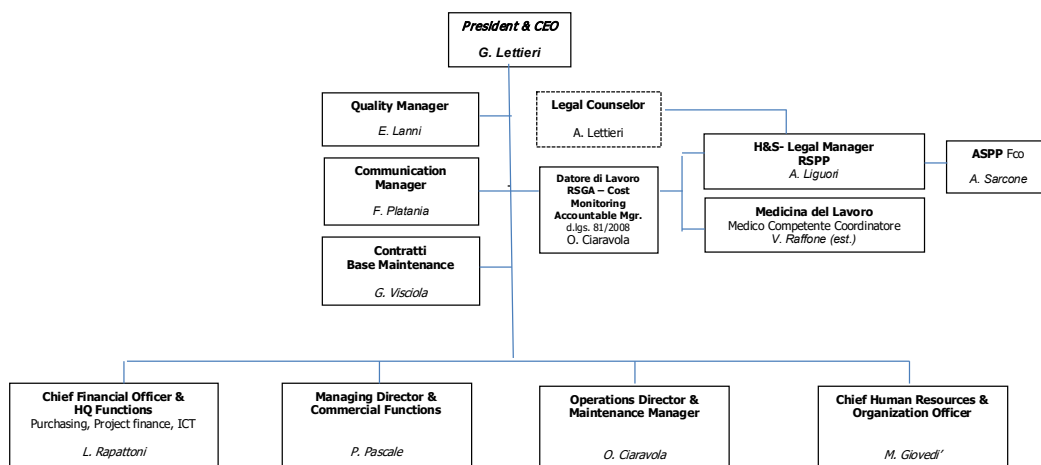 President & CEO
G. Lettieri
Quality Manager
E. Lanni
Legal Counselor
A. Lettieri
H&S- Legal Manager
RSPP
A. Liguori
ASPP Fco
A. Sarcone
Communication
Manager
F. Platania
Datore di Lavoro
RSGA – Cost
Monitoring
Accountable Mgr.
d.lgs. 81/2008
O. Ciaravola
Medicina del Lavoro
Medico Competente Coordinatore
V. Raffone (est.)
Contratti
Base Maintenance
G. Visciola
Chief Financial Officer &
HQ Functions
Purchasing, Project finance, ICT
L. Rapattoni
Managing Director &
Commercial Functions
P. Pascale
Operations Director &
Maintenance Manager
O. Ciaravola
Chief Human Resources &
Organization Officer
M. Giovedi’